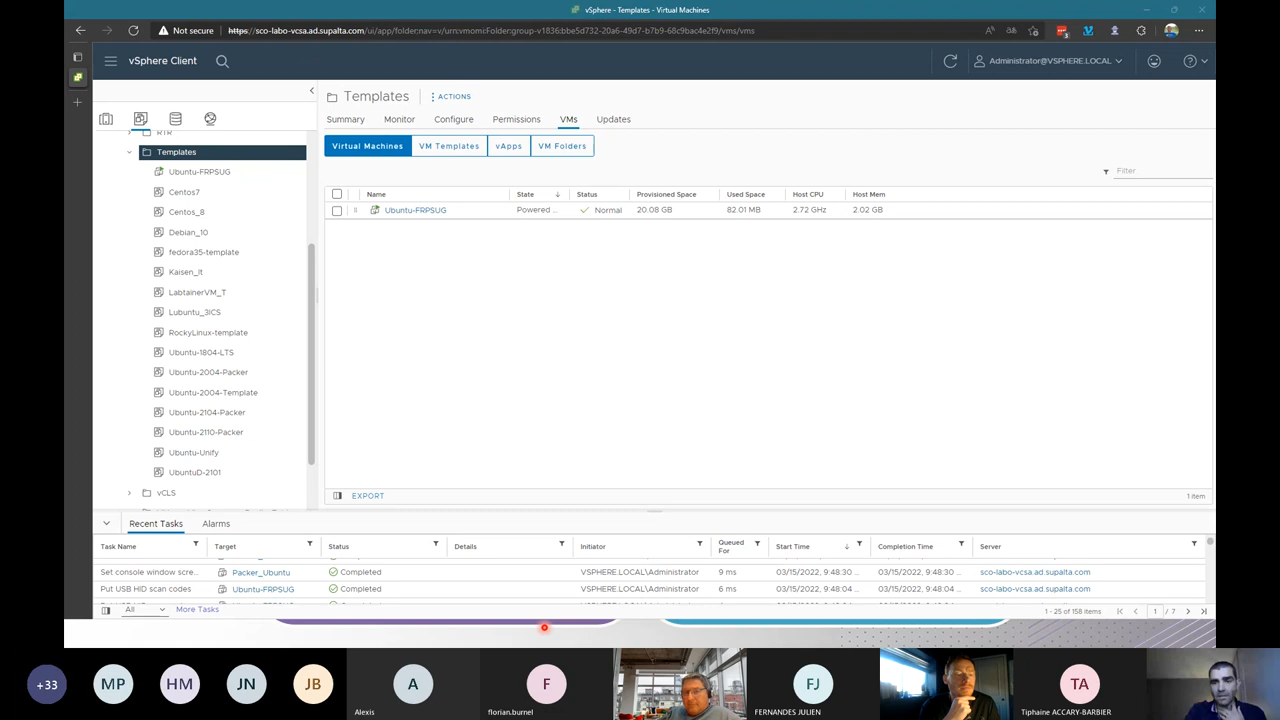 vSphere - Templates - Virtual Machines
Not secure
https://sco-labo-vcsa.ad.supalta.com/ui/app/folder;nav=v/urn:vmomi:Folder:group-v1836:bbe5d732-20a6-49d7-b7b9-68c9bac4e2f9/vms/vms
vSphere Client
Administrator@VSPHERE.LOCAL
Templates
ACTIONS
Summary Monitor Configure Permissions VMs Updates
Virtual Machines VM Templates vApps VM Folders
Filter
Name State Status Provisioned Space Used Space Host CPU Host Mem
Ubuntu-FRPSUG Powered ... Normal 20.08 GB 82.01 MB 2.72 GHz 2.02 GB
RTR
Templates
Ubuntu-FRPSUG
Centos7
Centos_8
Debian_10
fedora35-template
Kaisen_lt
LabtainerVM_T
Lubuntu_3ICS
RockyLinux-template
Ubuntu-1804-LTS
Ubuntu-2004-Packer
Ubuntu-2004-Template
Ubuntu-2104-Packer
Ubuntu-2110-Packer
Ubuntu-Unify
UbuntuD-2101
vCLS
EXPORT
1 item
Recent Tasks Alarms
Task Name Target Status Details Initiator Queued For Start Time Completion Time Server
Set console window scre... Packer_Ubuntu Completed VSPHERE.LOCAL\Administrator 9 ms 03/15/2022, 9:48:30 ... 03/15/2022, 9:48:30 ... sco-labo-vcsa.ad.supalta.com
Put USB HID scan codes Ubuntu-FRPSUG Completed VSPHERE.LOCAL\Administrator 6 ms 03/15/2022, 9:48:04 ... 03/15/2022, 9:48:04 ... sco-labo-vcsa.ad.supalta.com
All More Tasks
1 - 25 of 158 items 1 / 7
+33 MP HM JN JB A F FJ TA
Alexis
florian.burnel
FERNANDES JULIEN
Tiphaine ACCARY-BARBIER